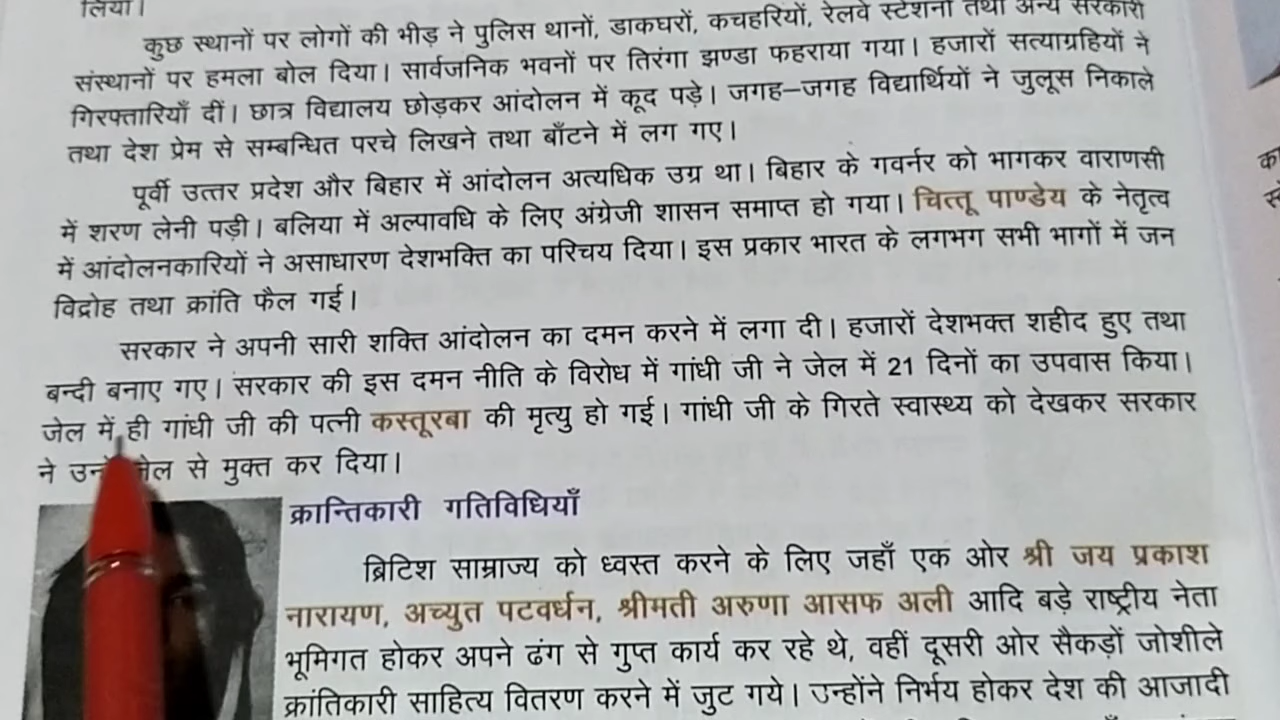 लिया।
कुछ स्थानों पर लोगों की भीड़ ने पुलिस थानों, डाकघरों, कचहरियों, रेलवे स्टेशनों तथा अन्य सरकारी
संस्थानों पर हमला बोल दिया। सार्वजनिक भवनों पर तिरंगा झण्डा फहराया गया। हजारों सत्याग्रहियों ने
गिरफ्तारियाँ दीं। छात्र विद्यालय छोड़कर आंदोलन में कूद पड़े। जगह–जगह विद्यार्थियों ने जुलूस निकाले
तथा देश प्रेम से सम्बन्धित परचे लिखने तथा बाँटने में लग गए।
पूर्वी उत्तर प्रदेश और बिहार में आंदोलन अत्यधिक उग्र था। बिहार के गवर्नर को भागकर वाराणसी
में शरण लेनी पड़ी। बलिया में अल्पावधि के लिए अंग्रेजी शासन समाप्त हो गया। चित्तू पाण्डेय के नेतृत्व
में आंदोलनकारियों ने असाधारण देशभक्ति का परिचय दिया। इस प्रकार भारत के लगभग सभी भागों में जन
विद्रोह तथा क्रांति फैल गई।
सरकार ने अपनी सारी शक्ति आंदोलन का दमन करने में लगा दी। हजारों देशभक्त शहीद हुए तथा
बन्दी बनाए गए। सरकार की इस दमन नीति के विरोध में गांधी जी ने जेल में 21 दिनों का उपवास किया।
जेल में ही गांधी जी की पत्नी कस्तूरबा की मृत्यु हो गई। गांधी जी के गिरते स्वास्थ्य को देखकर सरकार
ने जेल से मुक्त कर दिया।
क्रान्तिकारी गतिविधियाँ
ब्रिटिश साम्राज्य को ध्वस्त करने के लिए जहाँ एक ओर श्री जय प्रकाश
नारायण, अच्युत पटवर्धन, श्रीमती अरुणा आसफ अली आदि बड़े राष्ट्रीय नेता
भूमिगत होकर अपने ढंग से गुप्त कार्य कर रहे थे, वहीं दूसरी ओर सैकड़ों जोशीले
क्रांतिकारी साहित्य वितरण करने में जुट गये। उन्होंने निर्भय होकर देश की आजादी